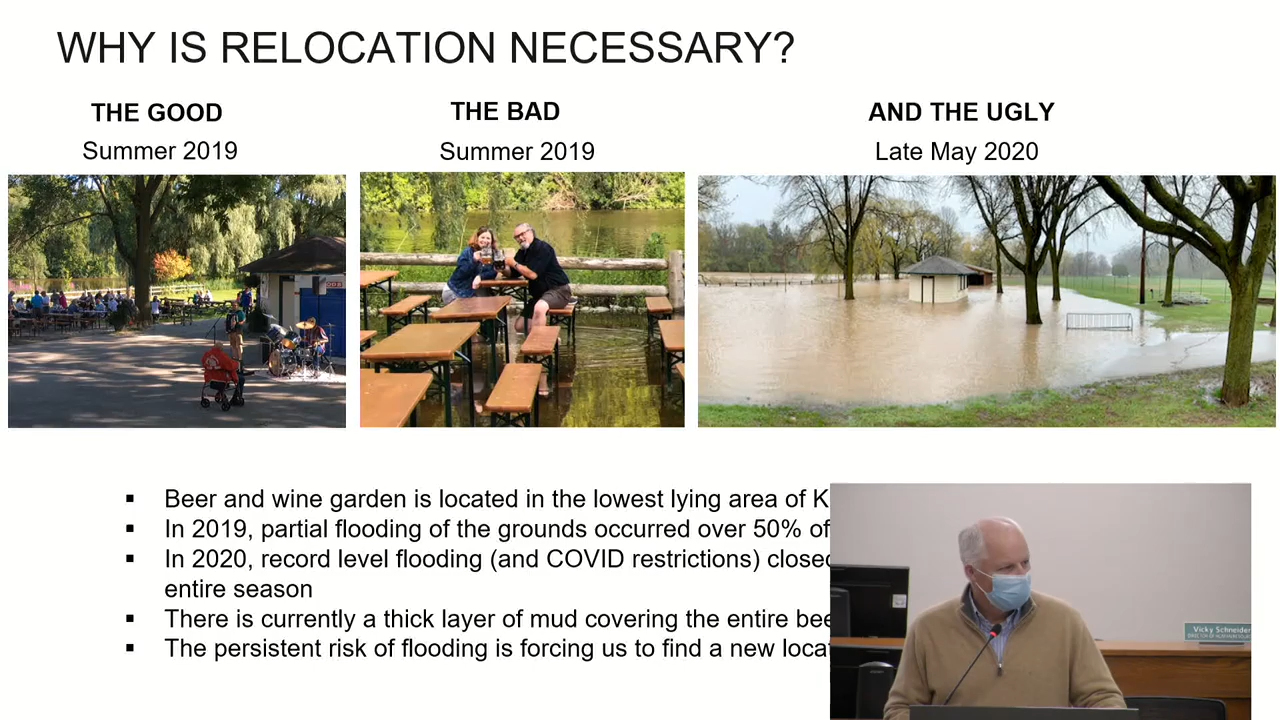 WHY IS RELOCATION NECESSARY?
THE GOOD
Summer 2019
THE BAD
Summer 2019
AND THE UGLY
Late May 2020
▪ Beer and wine garden is located in the lowest lying area of K
▪ In 2019, partial flooding of the grounds occurred over 50% of
▪ In 2020, record level flooding (and COVID restrictions) closed
entire season
▪ There is currently a thick layer of mud covering the entire bee
▪ The persistent risk of flooding is forcing us to find a new locat
Vicky Schneider